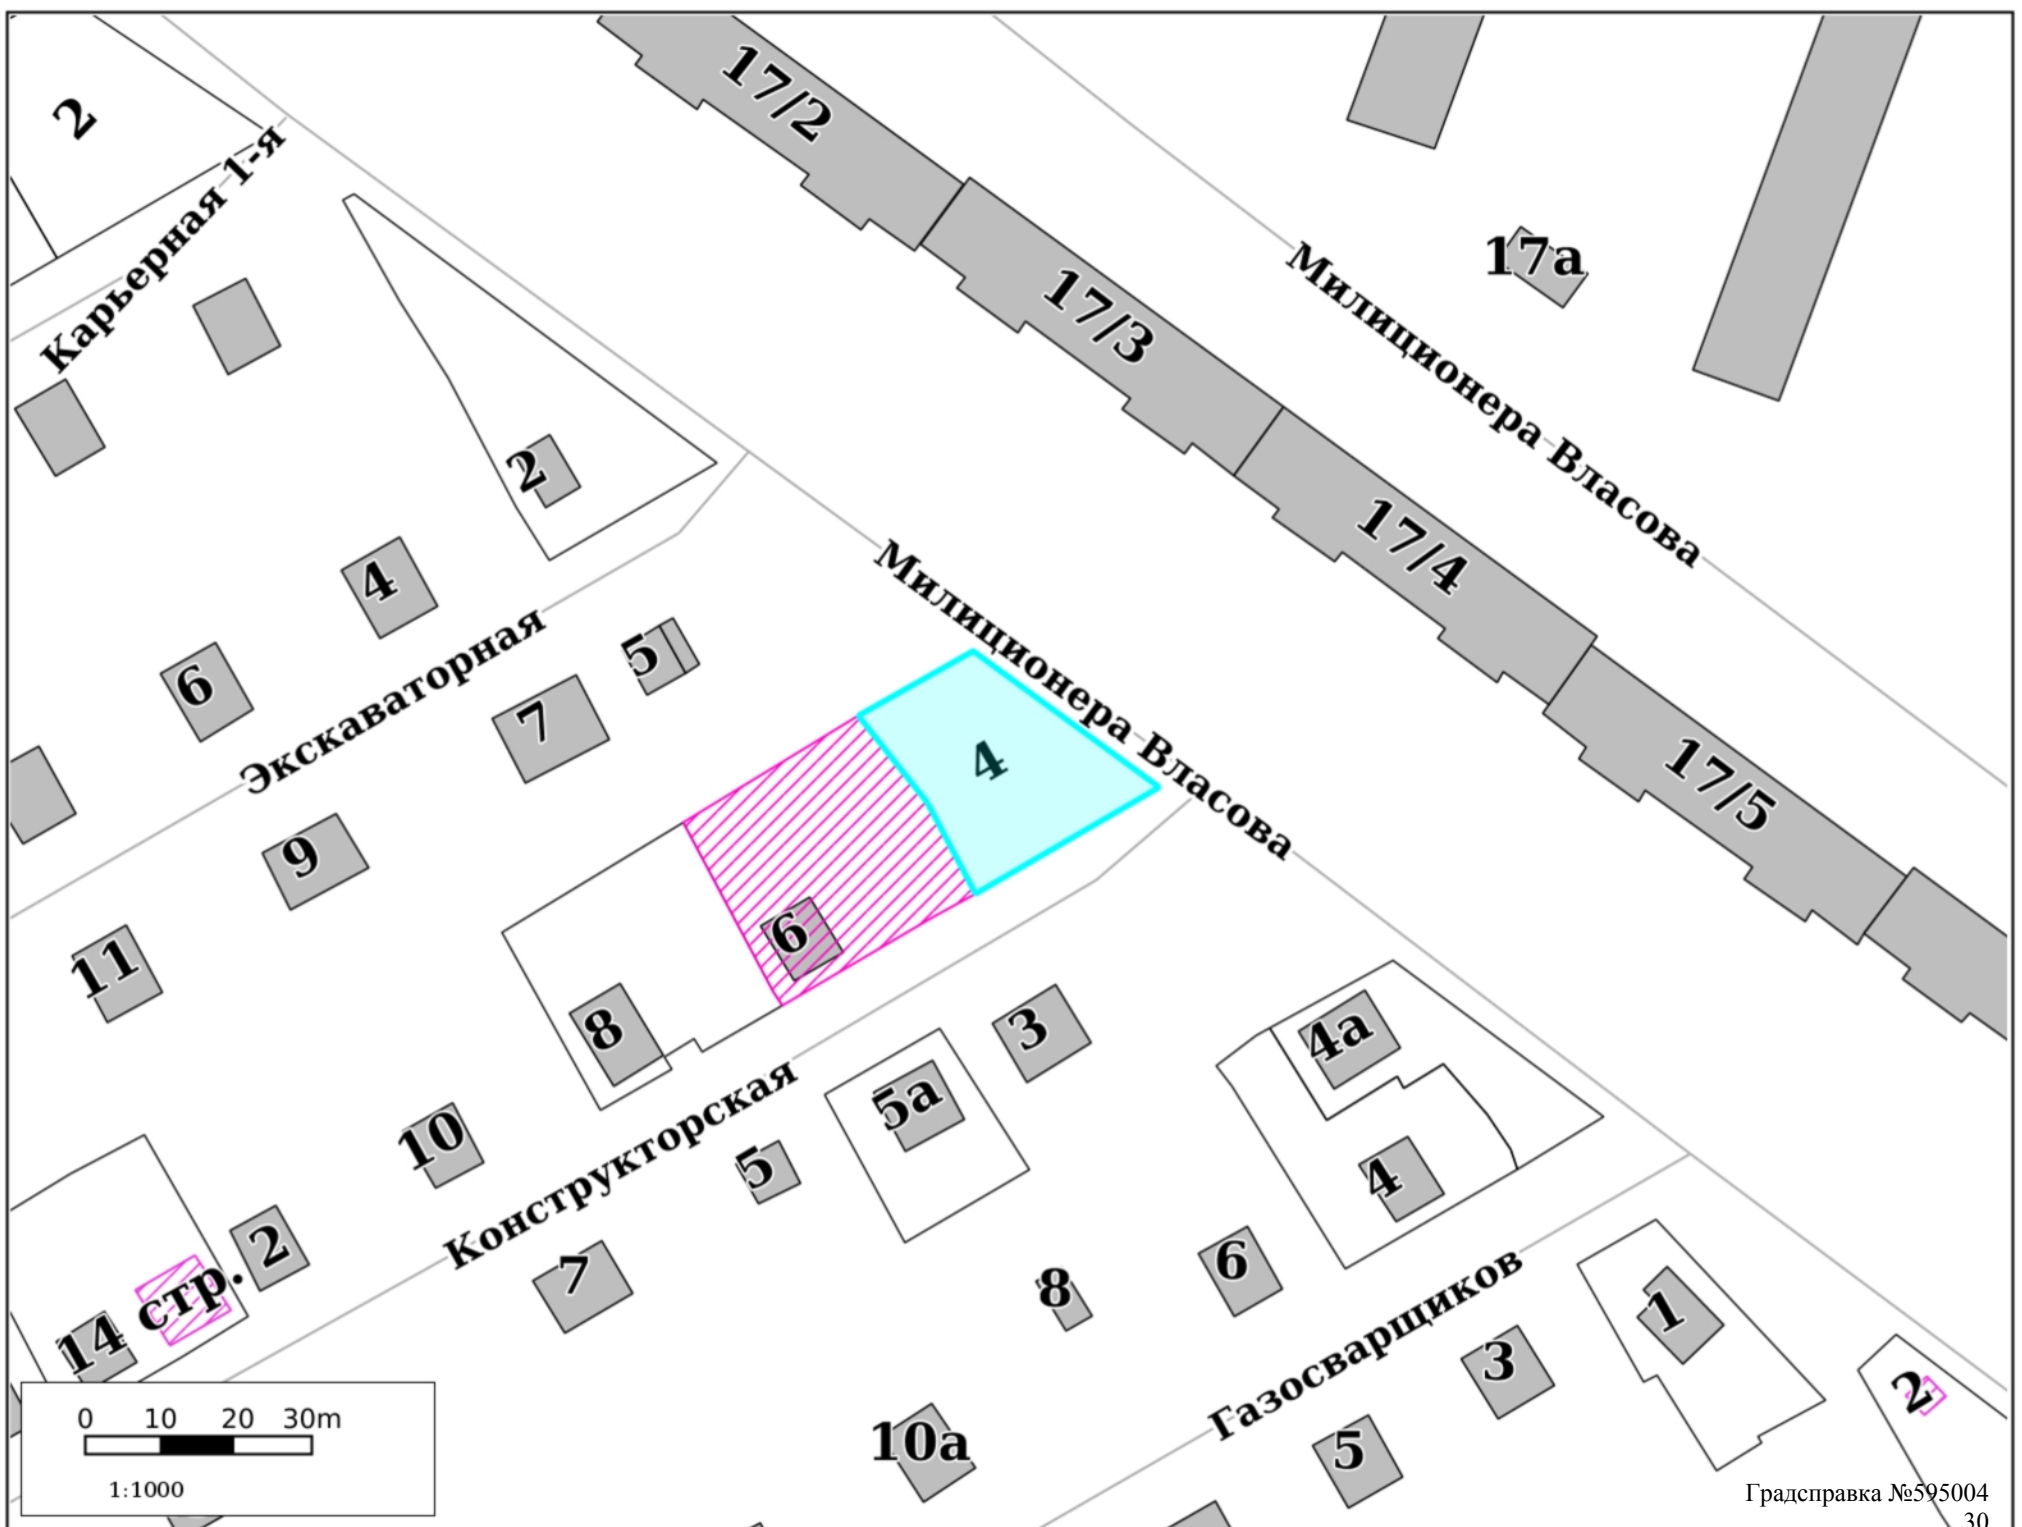 17/2
2
Карьерная 1-я
17а
Милиционера Власова
17/3
2
17/4
4
Милиционера Власова
5
6
7
Экскаваторная
4
17/5
9
6
11
8
3
4а
5а
10
5
4
Конструкторская
2
6
7
8
14 стр.
1
Газосварщиков
3
2
0 10 20 30m
10а
5
1:1000
Градсправка №595004
30